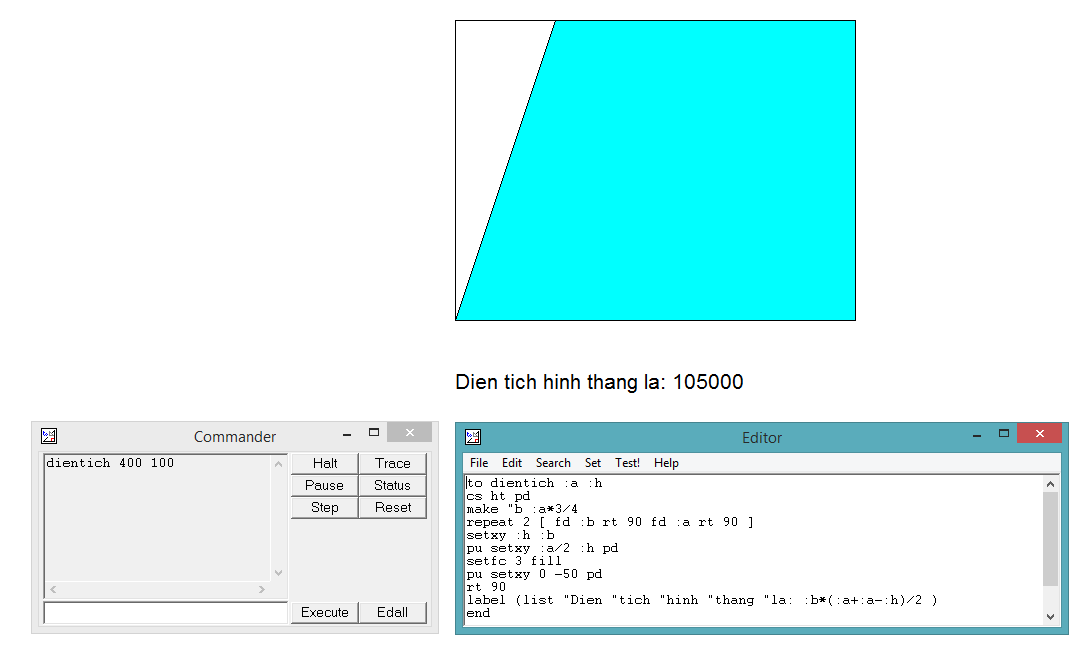 Dien tich hinh thang la: 105000
Commander
dientich 400 100
Halt
Trace
Pause
Status
Step
Reset
Execute
Edall
Editor
File Edit Search Set Test! Help
to dientich :a :h
cs ht pd
make "b :a*3/4
repeat 2 [ fd :b rt 90 fd :a rt 90 ]
setxy :h :b
pu setxy :a/2 :h pd
setfc 3 fill
pu setxy 0 -50 pd
rt 90
label (list "Dien "tich "hinh "thang "la: :b*(:a+:a-:h)/2 )
end